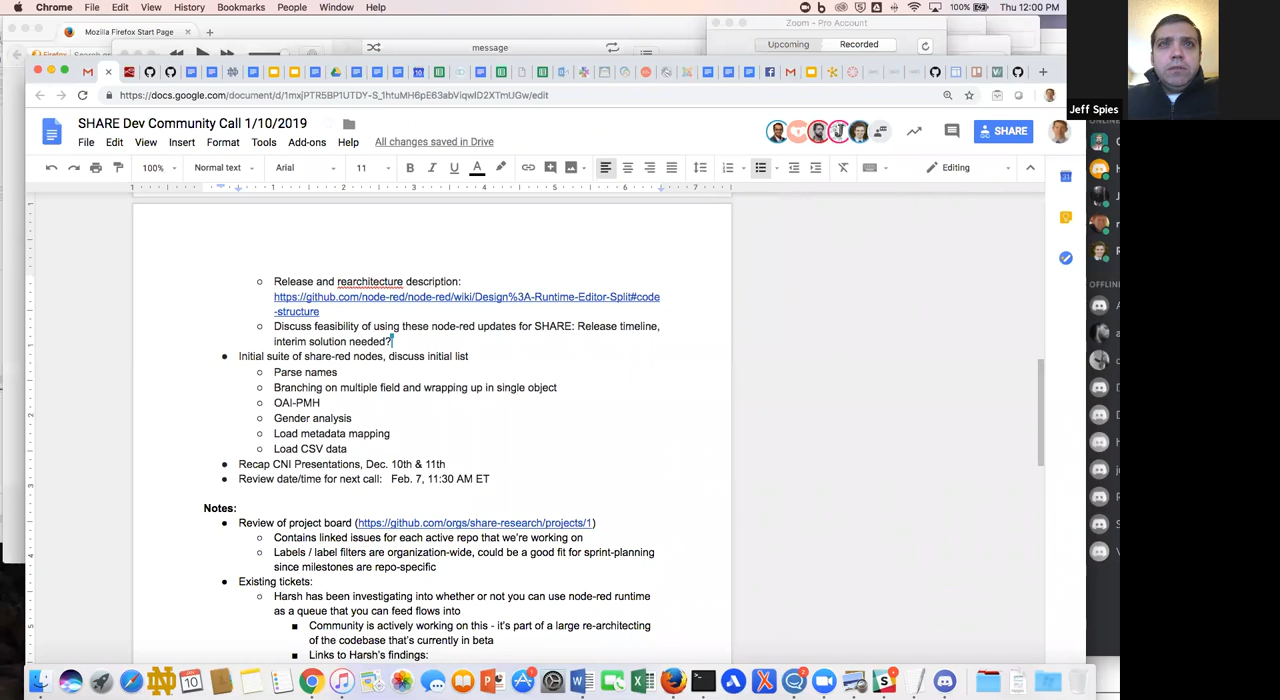 Chrome File Edit View History Bookmarks People Window Help
100% Thu 12:00 PM
Mozilla Firefox Start Page
Zoom - Pro Account
message
Upcoming Recorded
https://docs.google.com/document/d/1mxjPTR5BP1UTDY-S_1htuMH6pE63abViqwID2XTmUGw/edit
SHARE Dev Community Call 1/10/2019
File Edit View Insert Format Tools Add-ons Help All changes saved in Drive
SHARE
100% Normal text Arial 11 Editing
Release and rearchitecture description:
https://github.com/node-red/node-red/wiki/Design%3A-Runtime-Editor-Split#code
-structure
Discuss feasibility of using these node-red updates for SHARE: Release timeline,
interim solution needed?
Initial suite of share-red nodes, discuss initial list
Parse names
Branching on multiple field and wrapping up in single object
OAI-PMH
Gender analysis
Load metadata mapping
Load CSV data
Recap CNI Presentations, Dec. 10th & 11th
Review date/time for next call: Feb. 7, 11:30 AM ET
Notes:
Review of project board (https://github.com/orgs/share-research/projects/1)
Contains linked issues for each active repo that we're working on
Labels / label filters are organization-wide, could be a good fit for sprint-planning
since milestones are repo-specific
Existing tickets:
Harsh has been investigating into whether or not you can use node-red runtime
as a queue that you can feed flows into
Community is actively working on this - it's part of a large re-architecting
of the codebase that's currently in beta
Links to Harsh's findings:
Jeff Spies